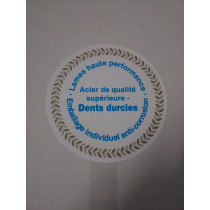 · Lames haute performance ·
Acier de qualité
supérieure -
Dents durcies
Emballage individuel anti-corrosion